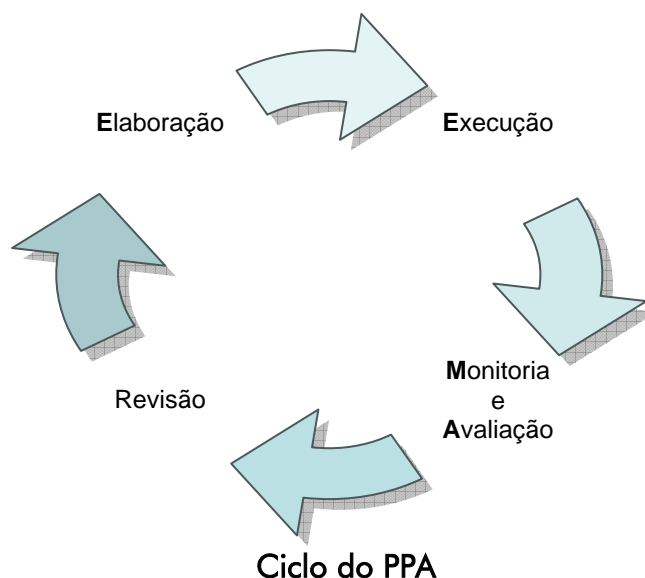 Elaboração
Execução
Monitoria
e
Avaliação
Revisão
Ciclo do PPA